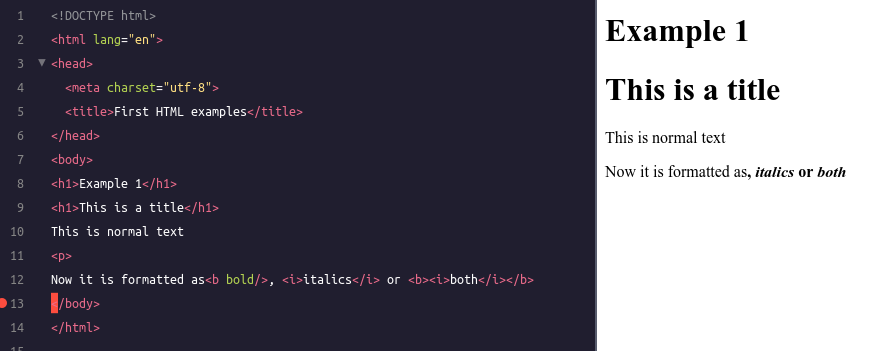 1 <!DOCTYPE html>
2 <html lang="en">
3 <head>
4 <meta charset="utf-8">
5 <title>First HTML examples</title>
6 </head>
7 <body>
8 <h1>Example 1</h1>
9 <h1>This is a title</h1>
10 This is normal text
11 <p>
12 Now it is formatted as<b bold/>, <i>italics</i> or <b><i>both</i></b>
13 </body>
14 </html>
15
Example 1
This is a title
This is normal text
Now it is formatted as, italics or both